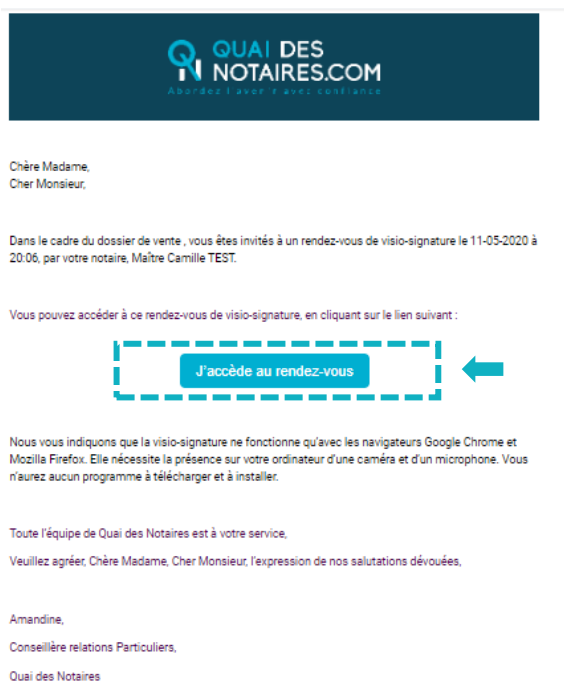 QUAI DES
NOTAIRES.COM
Abordez l'avenir avec confiance
Chère Madame,
Cher Monsieur,
Dans le cadre du dossier de vente , vous êtes invités à un rendez-vous de visio-signature le 11-05-2020 à
20:06, par votre notaire, Maître Camille TEST.
Vous pouvez accéder à ce rendez-vous de visio-signature, en cliquant sur le lien suivant :
J'accède au rendez-vous
Nous vous indiquons que la visio-signature ne fonctionne qu'avec les navigateurs Google Chrome et
Mozilla Firefox. Elle nécessite la présence sur votre ordinateur d'une caméra et d'un microphone. Vous
n'aurez aucun programme à télécharger et à installer.
Toute l'équipe de Quai des Notaires est à votre service,
Veuillez agréer, Chère Madame, Cher Monsieur, l'expression de nos salutations dévouées,
Amandine,
Conseillère relations Particuliers,
Quai des Notaires